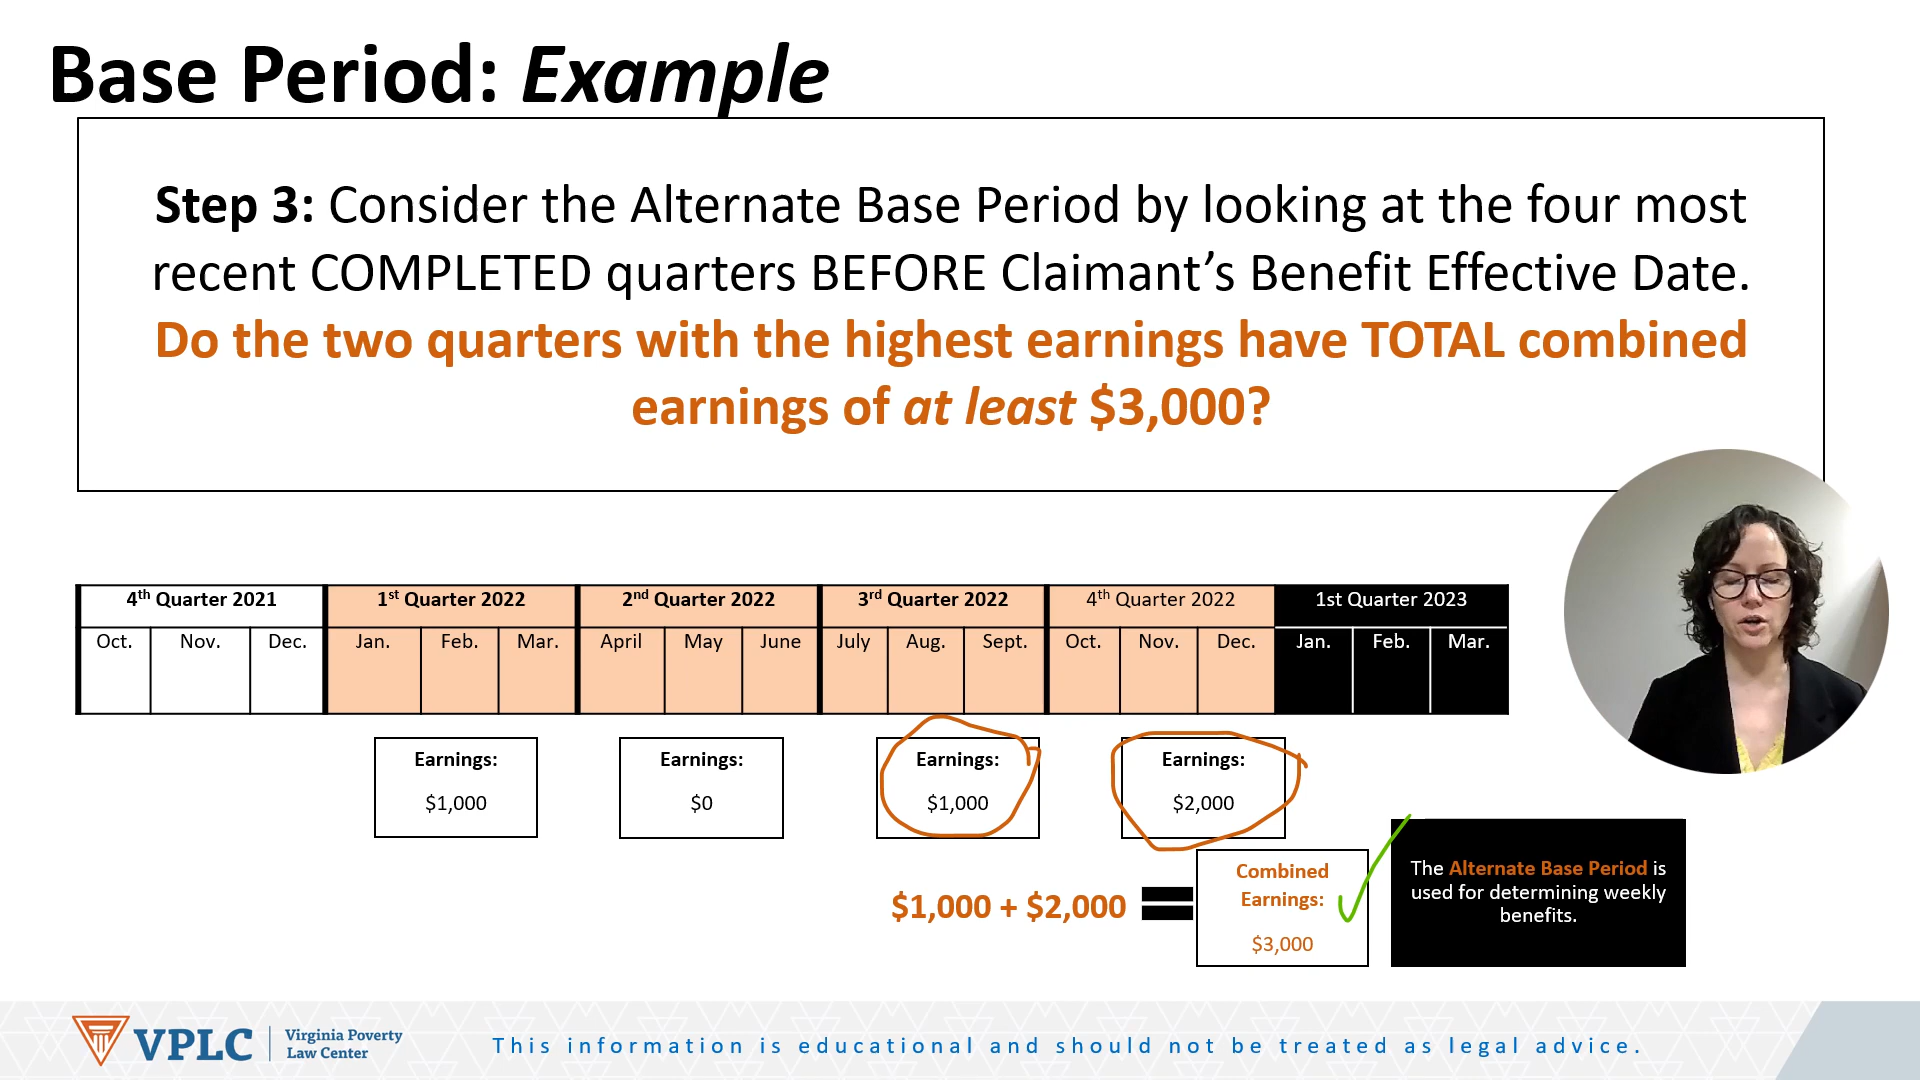 Base Period: Example
Step 3: Consider the Alternate Base Period by looking at the four most
recent COMPLETED quarters BEFORE Claimant’s Benefit Effective Date.
Do the two quarters with the highest earnings have TOTAL combined
earnings of at least $3,000?
4th Quarter 2021 1st Quarter 2022 2nd Quarter 2022 3rd Quarter 2022 4th Quarter 2022 1st Quarter 2023
Oct. Nov. Dec. Jan. Feb. Mar. April May June July Aug. Sept. Oct. Nov. Dec. Jan. Feb. Mar.
Earnings: Earnings: Earnings: Earnings:
$1,000 $0 $1,000 $2,000
$1,000 + $2,000 =
Combined
Earnings:
$3,000
The Alternate Base Period is
used for determining weekly
benefits.
VPLC
Virginia Poverty
Law Center
This information is educational and should not be treated as legal advice.